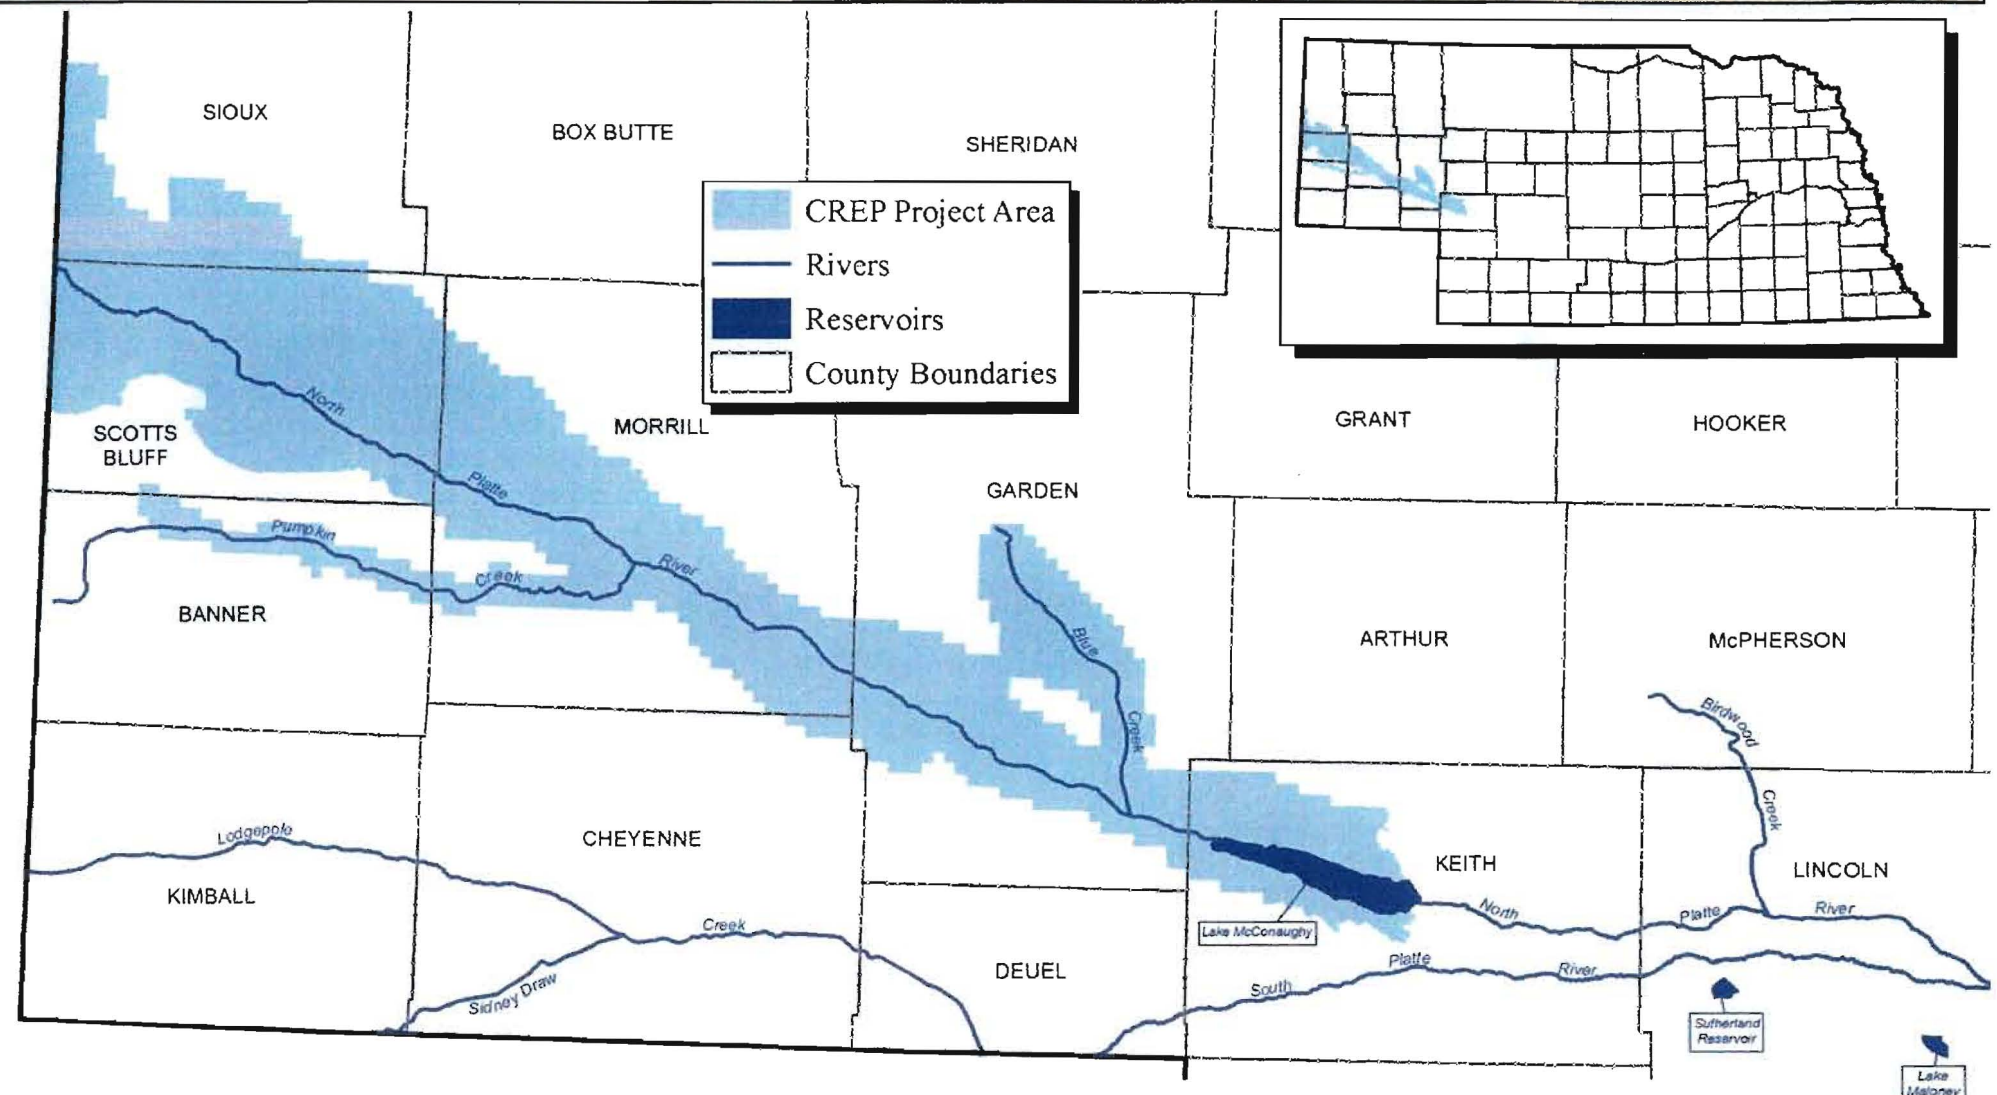 SIOUX
BOX BUTTE
SHERIDAN
CREP Project Area
Rivers
Reservoirs
County Boundaries
North
MORRILL
GRANT
HOOKER
SCOTTS
BLUFF
Platte
GARDEN
Pumpkin
Creek
River
BANNER
Blue
Creek
ARTHUR
McPHERSON
Birdwood
Creek
Lodgepole
CHEYENNE
KEITH
LINCOLN
KIMBALL
Creek
Lake McConaughy
North
Platte
River
DEUEL
Sidney Draw
South
Platte
River
Sutherland
Reservoir
Lake
Maloney